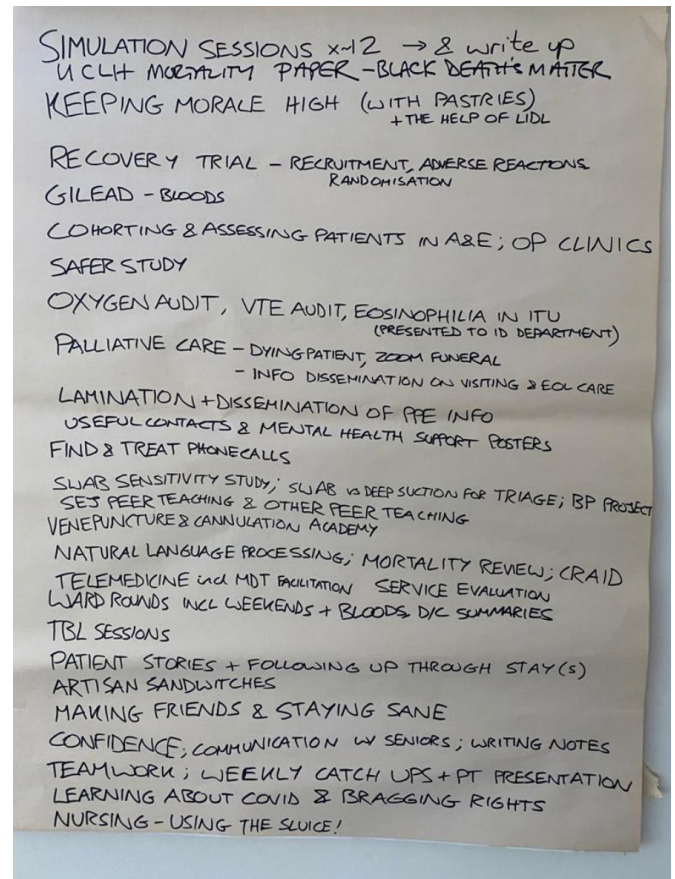 SIMULATION SESSIONS x~12 → & write up
UCLH MORTALITY PAPER - BLACK DEATH'S MATTER
KEEPING MORALE HIGH (WITH PASTRIES)
+ THE HELP OF LIDL
RECOVERY TRIAL - RECRUITMENT, ADVERSE REACTIONS
RANDOMISATION
GILEAD - BLOODS
COHORTING & ASSESSING PATIENTS IN A&E; OP CLINICS
SAFER STUDY
OXYGEN AUDIT, VTE AUDIT, EOSINOPHILIA IN ITU
(PRESENTED TO ID DEPARTMENT)
PALLIATIVE CARE - DYING PATIENT, ZOOM FUNERAL
- INFO DISSEMINATION ON VISITING & EOL CARE
LAMINATION + DISSEMINATION OF PPE INFO
USEFUL CONTACTS & MENTAL HEALTH SUPPORT POSTERS
FIND & TREAT PHONECALLS
SWAB SENSITIVITY STUDY; SWAB vs DEEP SUCTION FOR TRIAGE; BP PROJECT
SEJ PEER TEACHING & OTHER PEER TEACHING
VENEPUNCTURE & CANNULATION ACADEMY
NATURAL LANGUAGE PROCESSING; MORTALITY REVIEW; CRAID
TELEMEDICINE incl MDT FACILITATION SERVICE EVALUATION
WARD ROUNDS INCL WEEKENDS + BLOODS, D/C SUMMARIES
TBL SESSIONS
PATIENT STORIES + FOLLOWING UP THROUGH STAY(S)
ARTISAN SANDWITCHES
MAKING FRIENDS & STAYING SANE
CONFIDENCE; COMMUNICATION W/ SENIORS; WRITING NOTES
TEAMWORK; WEEKLY CATCH UPS + PT PRESENTATION
LEARNING ABOUT COVID & BRAGGING RIGHTS
NURSING - USING THE SLUICE!